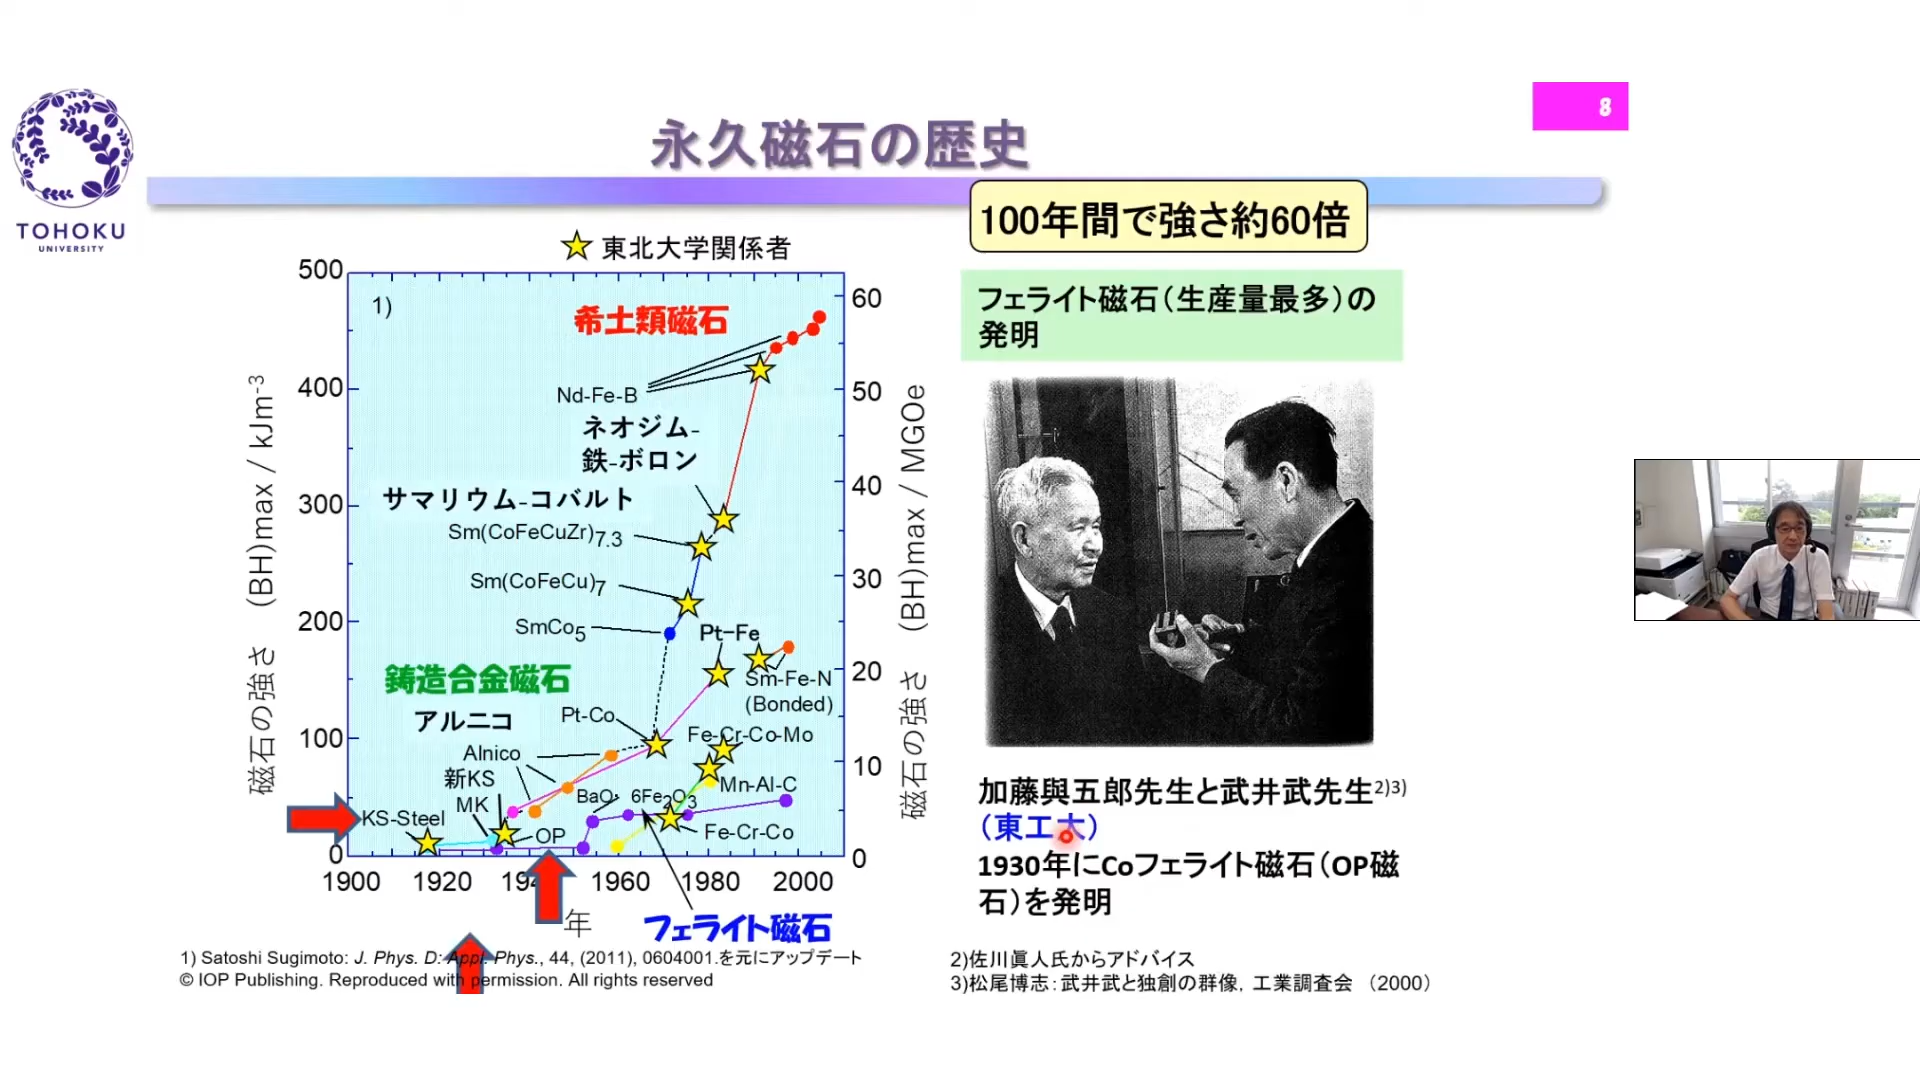 8
永久磁石の歴史
TOHOKU
UNIVERSITY
100年間で強さ約60倍
東北大学関係者
フェライト磁石（生産量最多）の
発明
500
400
300
200
100
0
60
50
40
30
20
10
0
磁石の強さ (BH)max / kJm-3
磁石の強さ (BH)max / MGOe
1)
希土類磁石
Nd-Fe-B
ネオジム-
鉄-ボロン
サマリウム-コバルト
Sm(CoFeCuZr)7.3
Sm(CoFeCu)7
SmCo5
Pt-Fe
鋳造合金磁石
Sm-Fe-N
(Bonded)
アルニコ
Pt-Co
Fe-Cr-Co-Mo
Alnico
新KS
Mn-Al-C
MK
BaO・6Fe2O3
KS-Steel
OP
Fe-Cr-Co
1900 1920 194 1960 1980 2000
年
フェライト磁石
加藤與五郎先生と武井武先生2)3)
（東工大）
1930年にCoフェライト磁石（OP磁
石）を発明
1) Satoshi Sugimoto: J. Phys. D: Appl. Phys., 44, (2011), 0604001.を元にアップデート
© IOP Publishing. Reproduced with permission. All rights reserved
2)佐川眞人氏からアドバイス
3)松尾博志：武井武と独創の群像，工業調査会 （2000）